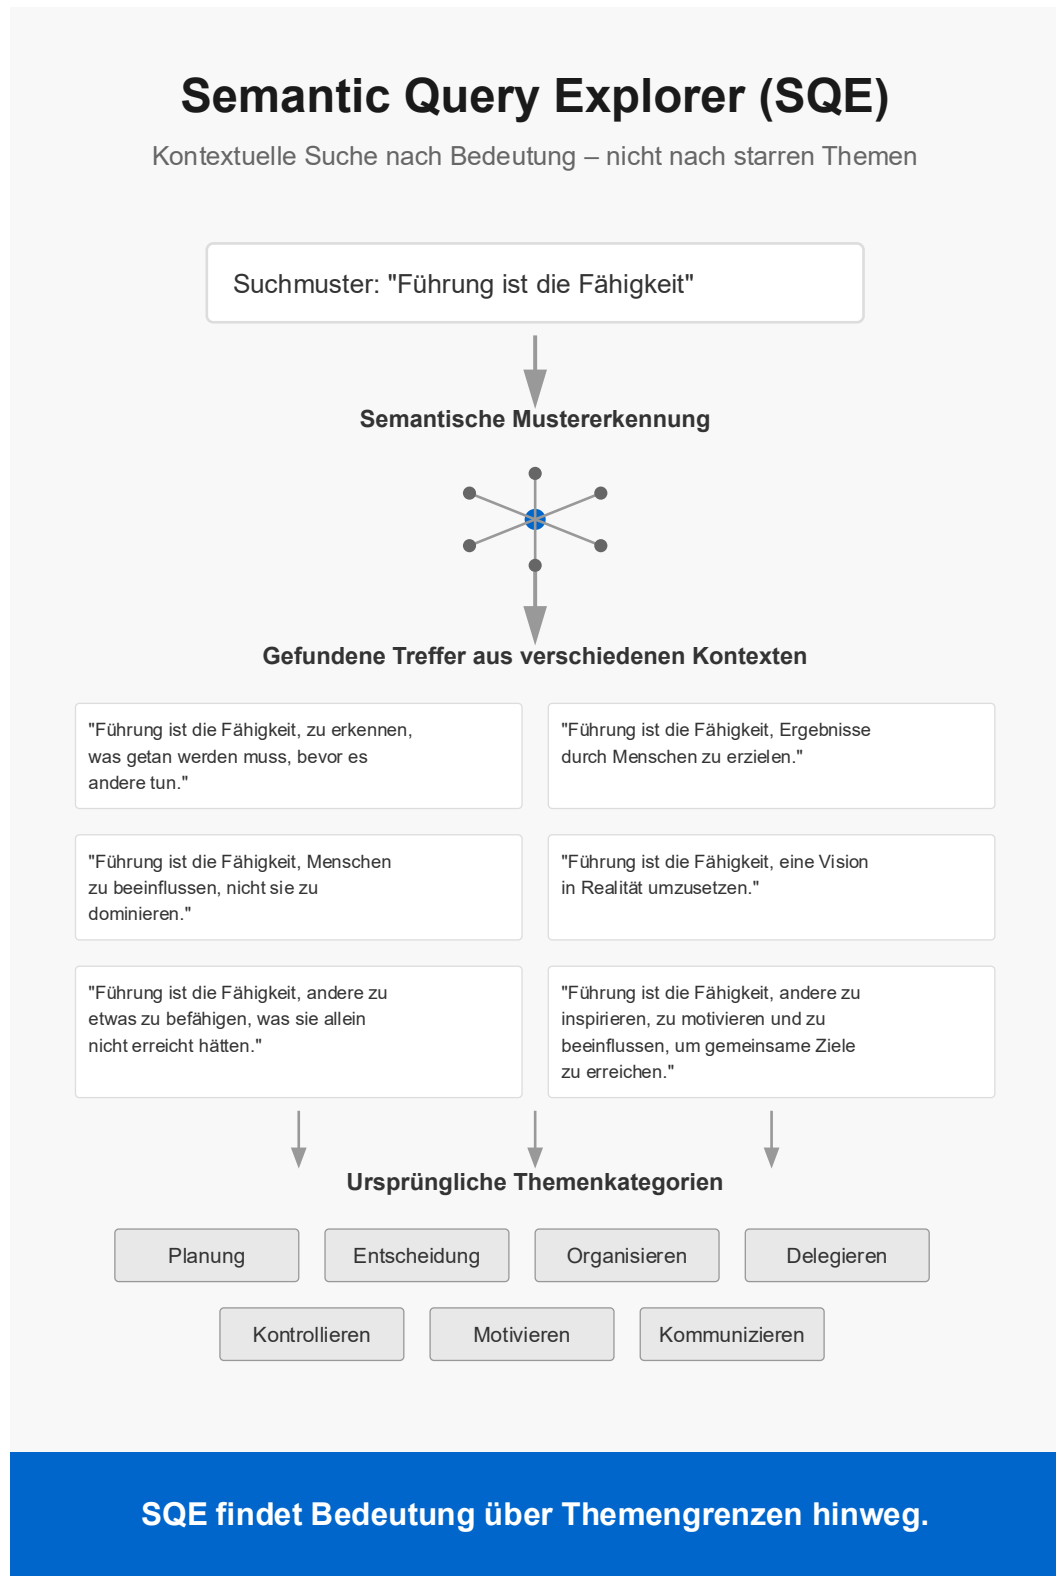 Semantic Query Explorer (SQE)
Kontextuelle Suche nach Bedeutung – nicht nach starren Themen
Suchmuster: "Führung ist die Fähigkeit"
Semantische Mustererkennung
Gefundene Treffer aus verschiedenen Kontexten
"Führung ist die Fähigkeit, zu erkennen,
was getan werden muss, bevor es
andere tun."
"Führung ist die Fähigkeit, Ergebnisse
durch Menschen zu erzielen."
"Führung ist die Fähigkeit, Menschen
zu beeinflussen, nicht sie zu
dominieren."
"Führung ist die Fähigkeit, eine Vision
in Realität umzusetzen."
"Führung ist die Fähigkeit, andere zu
etwas zu befähigen, was sie allein
nicht erreicht hätten."
"Führung ist die Fähigkeit, andere zu
inspirieren, zu motivieren und zu
beeinflussen, um gemeinsame Ziele
zu erreichen."
Ursprüngliche Themenkategorien
Planung
Entscheidung
Organisieren
Delegieren
Kontrollieren
Motivieren
Kommunizieren
SQE findet Bedeutung über Themengrenzen hinweg.